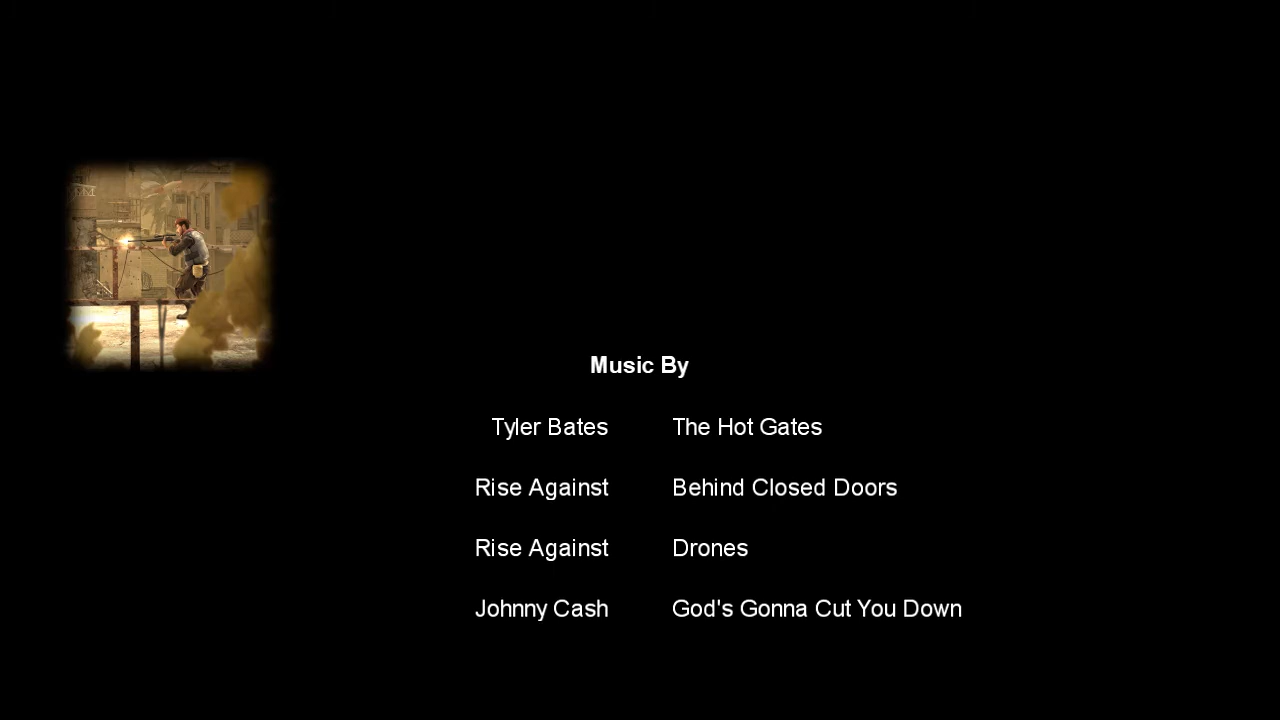 Music By
Tyler Bates The Hot Gates
Rise Against Behind Closed Doors
Rise Against Drones
Johnny Cash God's Gonna Cut You Down